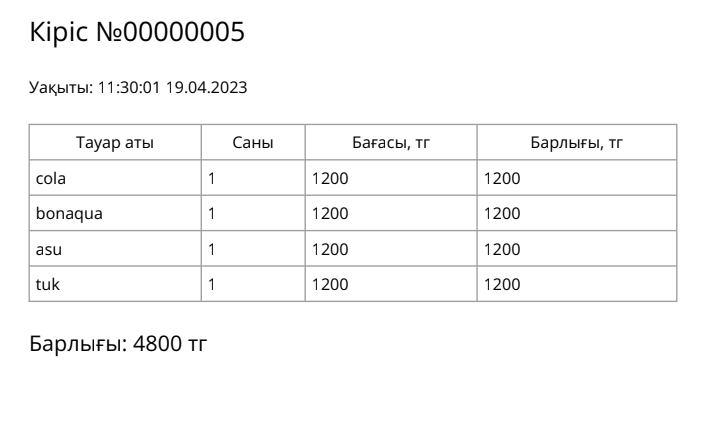 Кіріс №00000005
Уақыты: 11:30:01 19.04.2023
Тауар аты Саны Бағасы, тг Барлығы, тг
cola 1 1200 1200
bonaqua 1 1200 1200
asu 1 1200 1200
tuk 1 1200 1200
Барлығы: 4800 тг